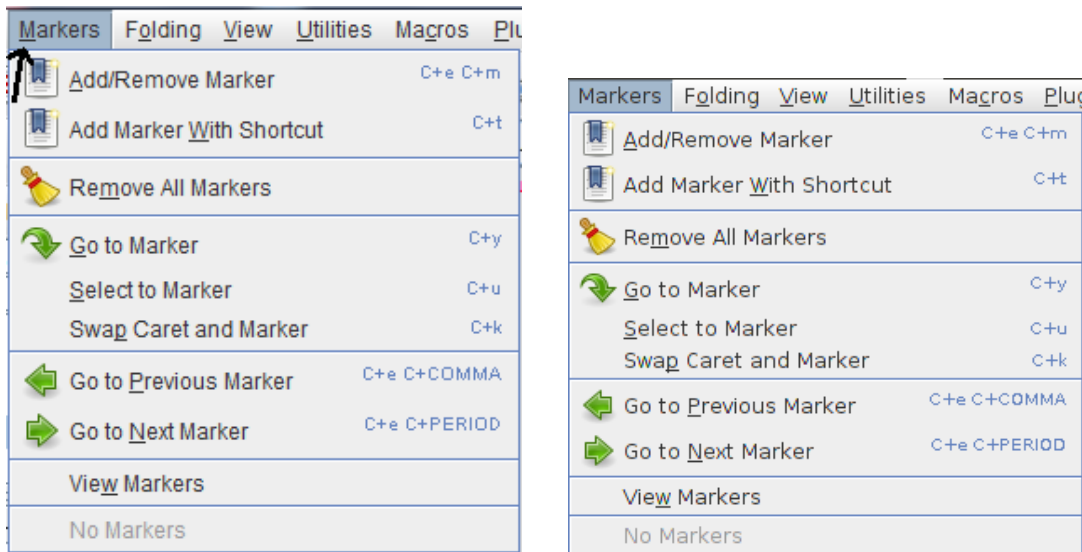 Markers Folding View Utilities Macros Plu
Add/Remove Marker C+e C+m
Add Marker With Shortcut C+t
Remove All Markers
Go to Marker C+y
Select to Marker C+u
Swap Caret and Marker C+k
Go to Previous Marker C+e C+COMMA
Go to Next Marker C+e C+PERIOD
View Markers
No Markers
Markers Folding View Utilities Macros Plug
Add/Remove Marker C+e C+m
Add Marker With Shortcut C+t
Remove All Markers
Go to Marker C+y
Select to Marker C+u
Swap Caret and Marker C+k
Go to Previous Marker C+e C+COMMA
Go to Next Marker C+e C+PERIOD
View Markers
No Markers